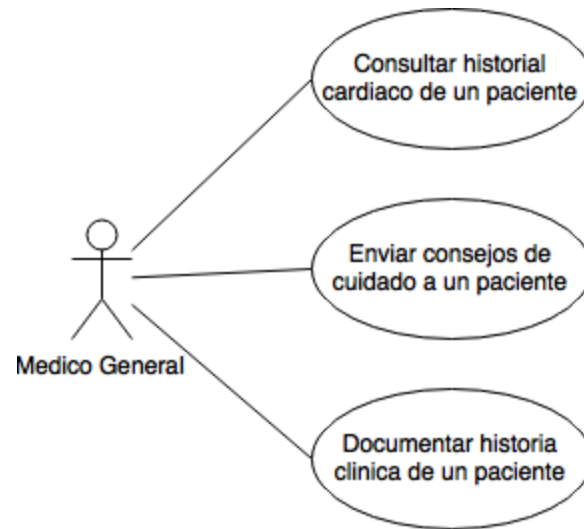 Consultar historial
cardiaco de un paciente
Enviar consejos de
cuidado a un paciente
Medico General
Documentar historia
clinica de un paciente